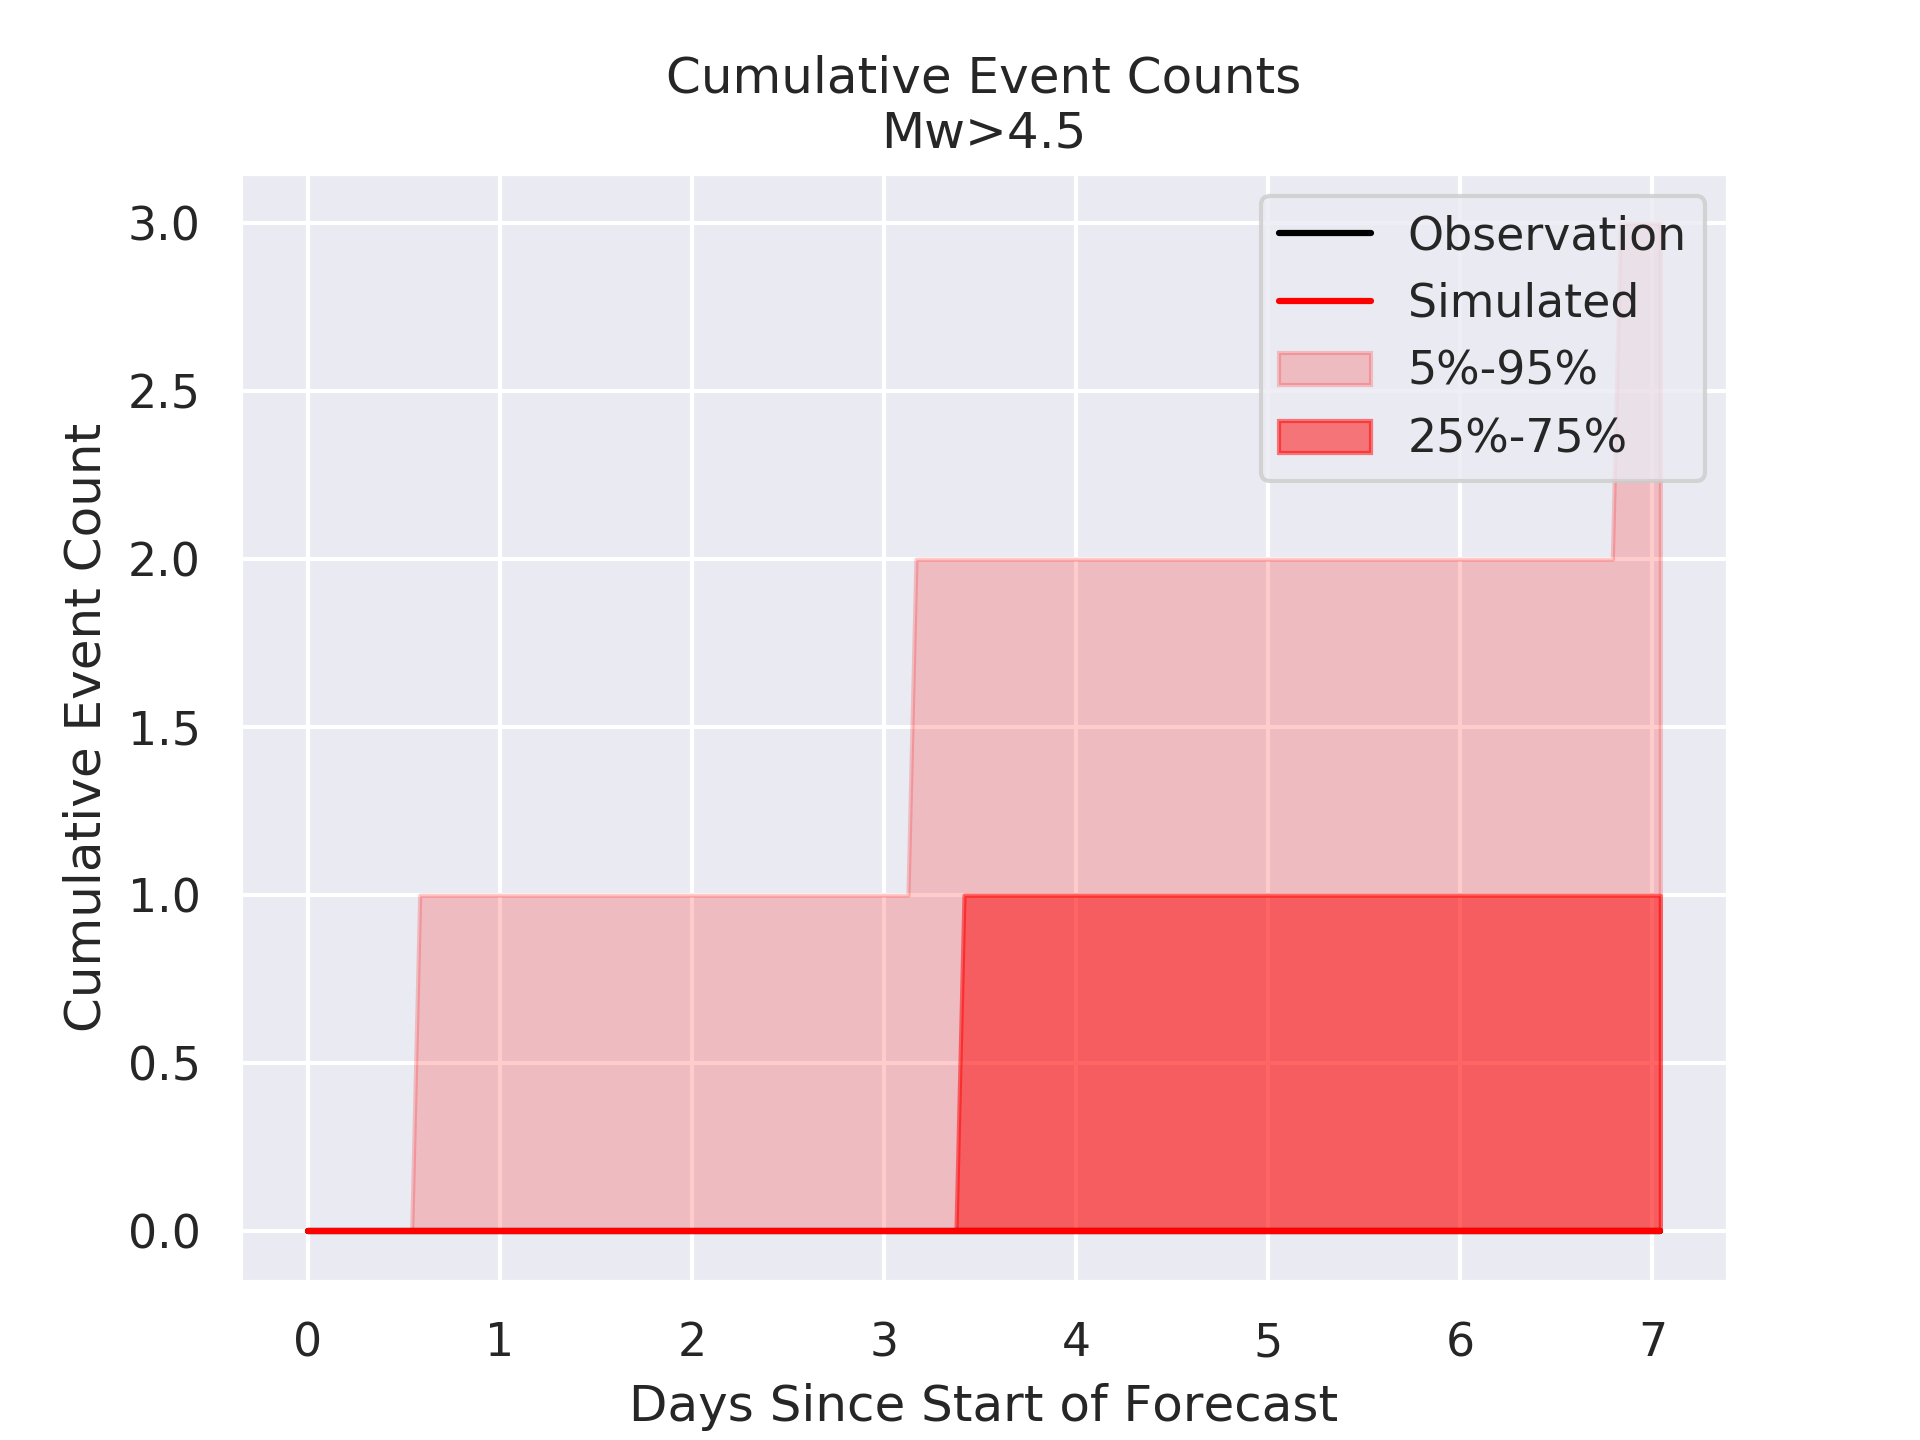 Cumulative Event Counts
Mw>4.5
3.0
2.5
2.0
1.5
1.0
0.5
0.0
Cumulative Event Count
Observation
Simulated
5%-95%
25%-75%
0 1 2 3 4 5 6 7
Days Since Start of Forecast